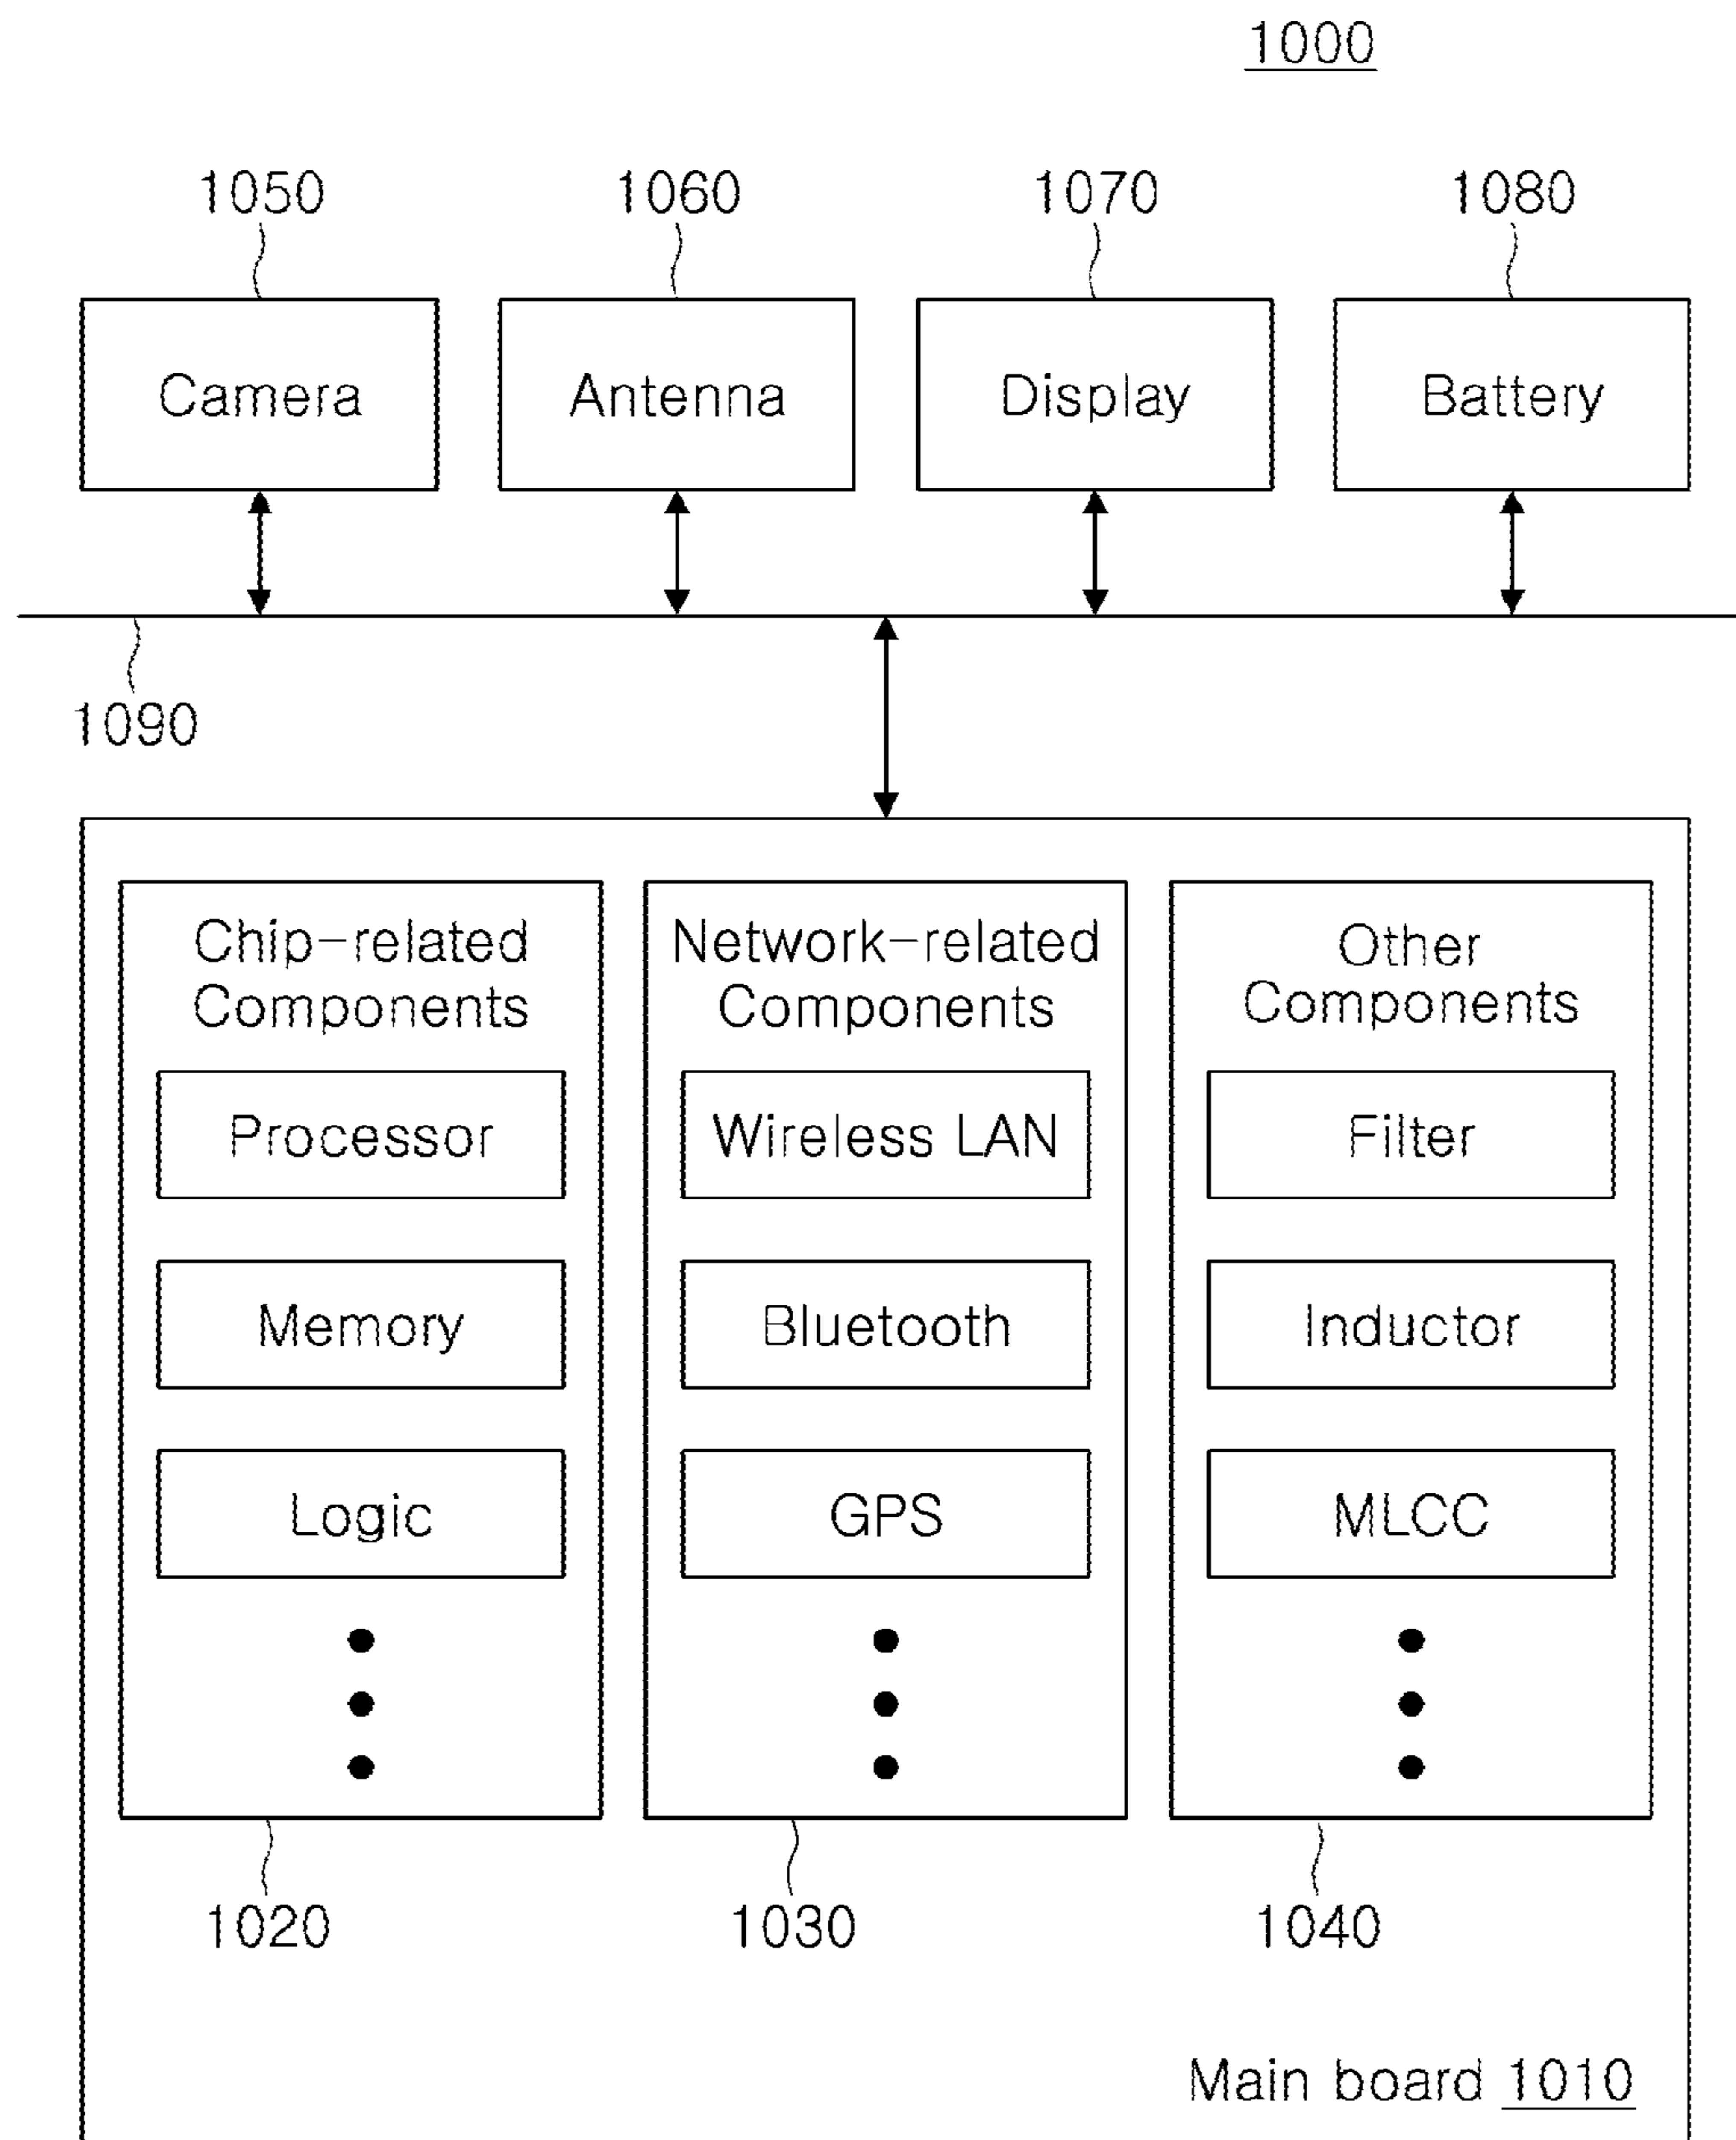 1000
1050 1060 1070 1080
Camera Antenna Display Battery
1090
Chip-related
Components
Processor
Memory
Logic
1020
Network-related
Components
Wireless LAN
Bluetooth
GPS
1030
Other
Components
Filter
Inductor
MLCC
1040
Main board 1010